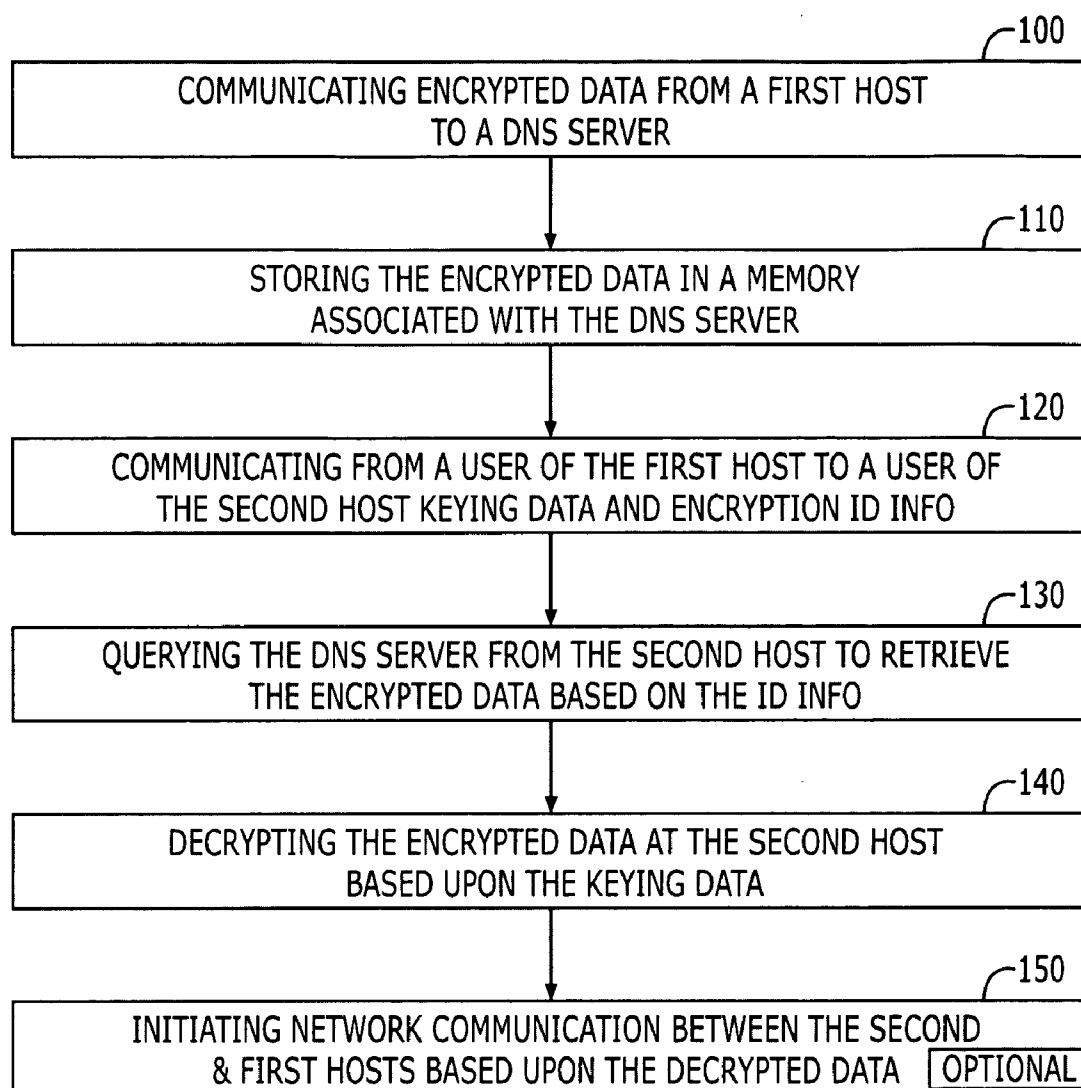 100
COMMUNICATING ENCRYPTED DATA FROM A FIRST HOST
TO A DNS SERVER
110
STORING THE ENCRYPTED DATA IN A MEMORY
ASSOCIATED WITH THE DNS SERVER
120
COMMUNICATING FROM A USER OF THE FIRST HOST TO A USER OF
THE SECOND HOST KEYING DATA AND ENCRYPTION ID INFO
130
QUERYING THE DNS SERVER FROM THE SECOND HOST TO RETRIEVE
THE ENCRYPTED DATA BASED ON THE ID INFO
140
DECRYPTING THE ENCRYPTED DATA AT THE SECOND HOST
BASED UPON THE KEYING DATA
150
INITIATING NETWORK COMMUNICATION BETWEEN THE SECOND
& FIRST HOSTS BASED UPON THE DECRYPTED DATA OPTIONAL